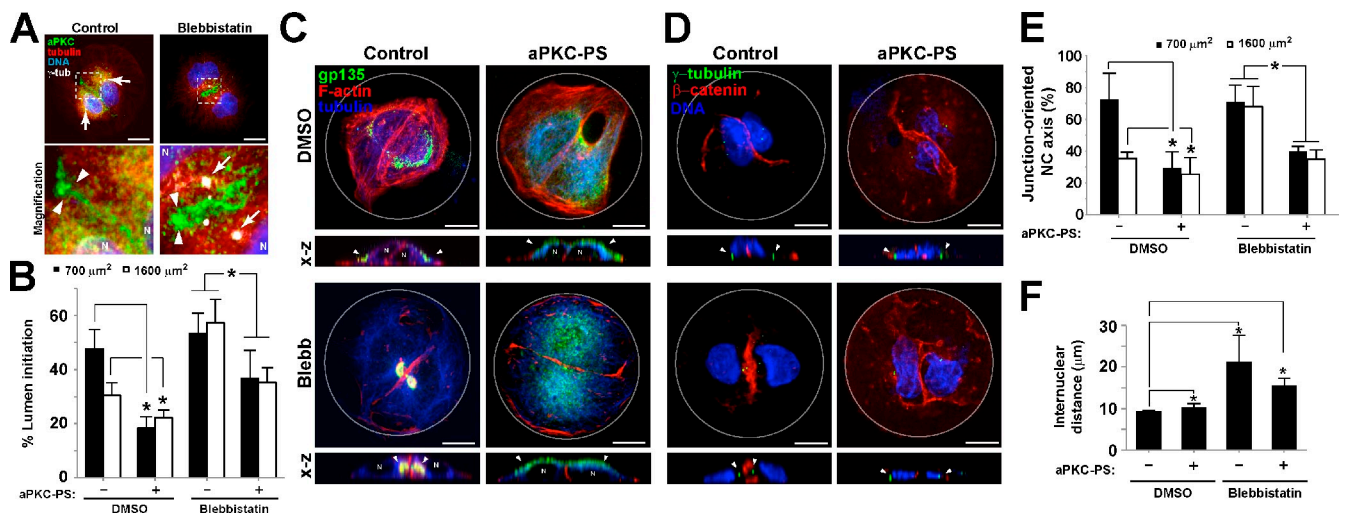 A
Control
Blebbistatin
aPKC
tubulin
DNA
γ-tub
Magnification
N
N
N
N
B
700 μm²
1600 μm²
*
% Lumen initiation
60
40
20
0
*
*
aPKC-PS:
–
+
–
+
DMSO
Blebbistatin
C
Control
aPKC-PS
gp135
F-actin
tubulin
DMSO
x-z
N
N
N
N
Blebb
x-z
N
N
N
N
D
Control
aPKC-PS
γ-tubulin
β-catenin
DNA
E
700 μm²
1600 μm²
Junction-oriented
NC axis (%)
100
80
60
40
20
0
*
*
*
aPKC-PS:
–
+
–
+
DMSO
Blebbistatin
F
Internuclear
distance (μm)
30
20
10
0
*
*
*
aPKC-PS:
–
+
–
+
DMSO
Blebbistatin